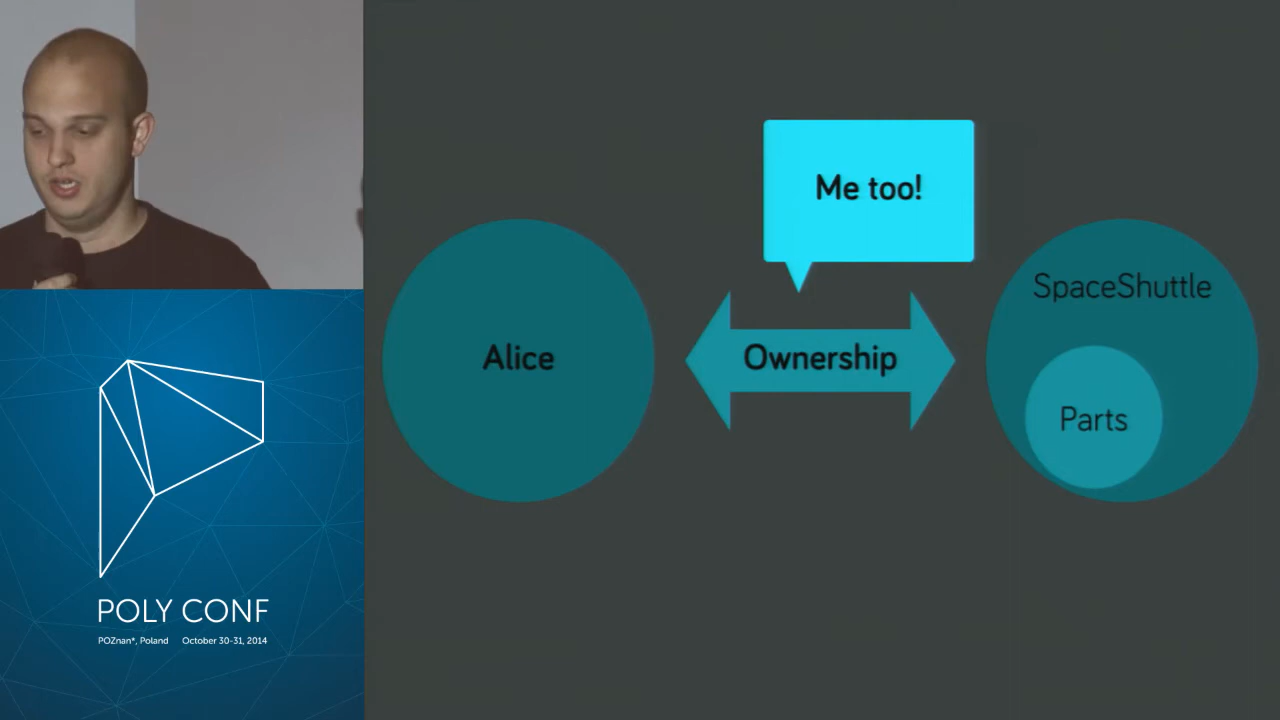 Me too!
Alice
Ownership
SpaceShuttle
Parts
POLY CONF
POZnan*, Poland October 30-31, 2014